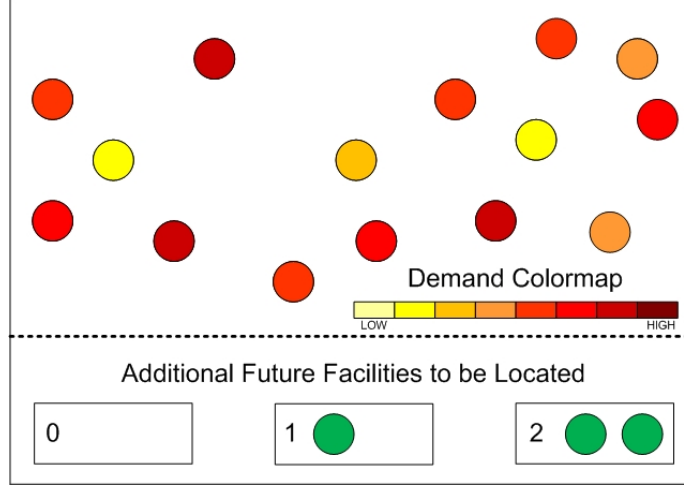 Demand Colormap
LOW HIGH
Additional Future Facilities to be Located
0 1 2